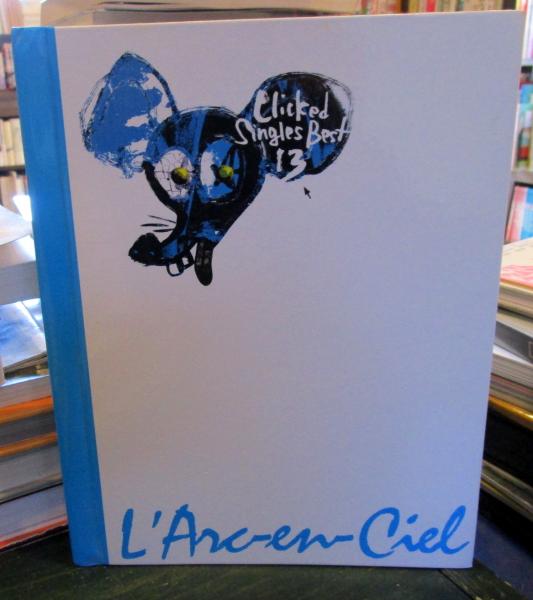 Clicked
Singles Best
13
L'Arc-en-Ciel